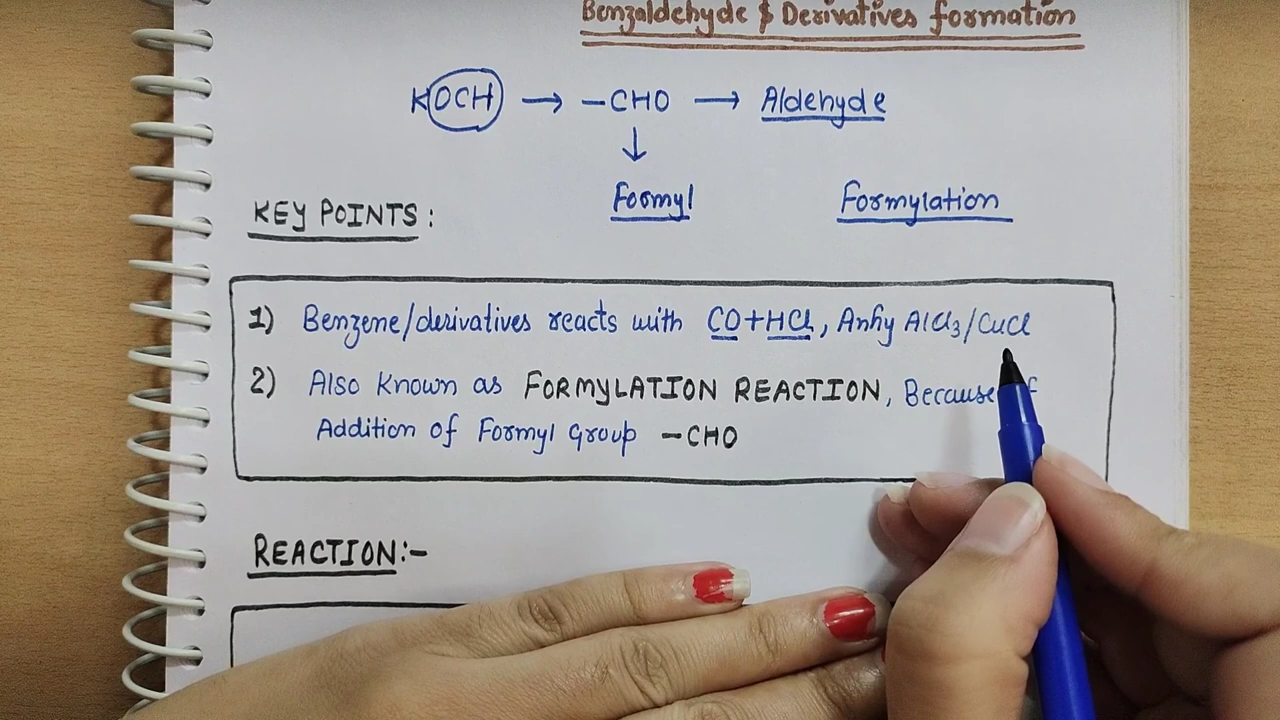 Benzaldehyde & Derivatives formation
KOCH → -CHO → Aldehyde
↓
Formyl Formylation
KEY POINTS:
1) Benzene/derivatives reacts with CO+HCl, Anhy AlCl3/CuCl
2) Also Known as FORMYLATION REACTION, Because of
Addition of Formyl Group -CHO
REACTION:-